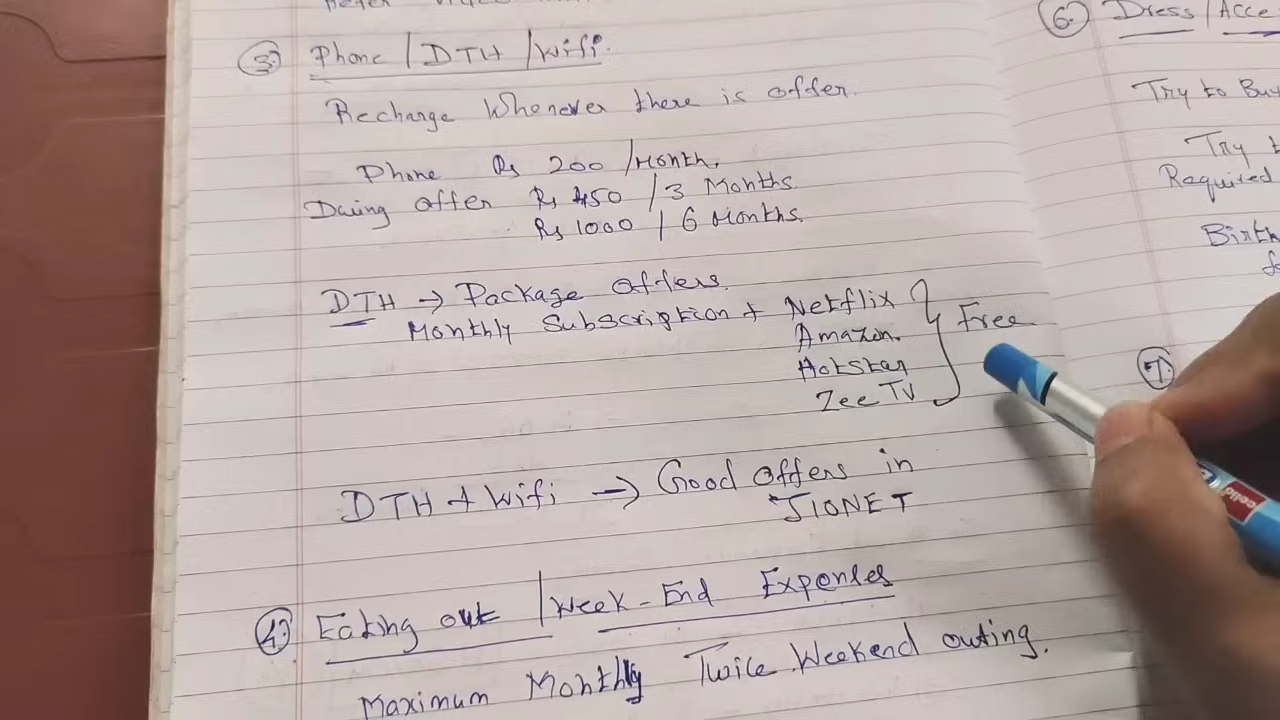 3. Phone / DTH / Wifi.
Recharge Whenever there is offer.
Phone Rs 200 / Month.
During offer Rs 450 / 3 Months.
Rs 1000 / 6 Months.
DTH → Package Offers.
Monthly Subscription + Netflix } Free
Amazon.
Hotstar
Zee TV
DTH + Wifi → Good Offers in
JIONET
4. Eating out / Week-End Expenses
Maximum Monthly Twice Weekend outing.
6. Dress / Acce
Try to Buy
Try t
Required
Birth
7.
cello